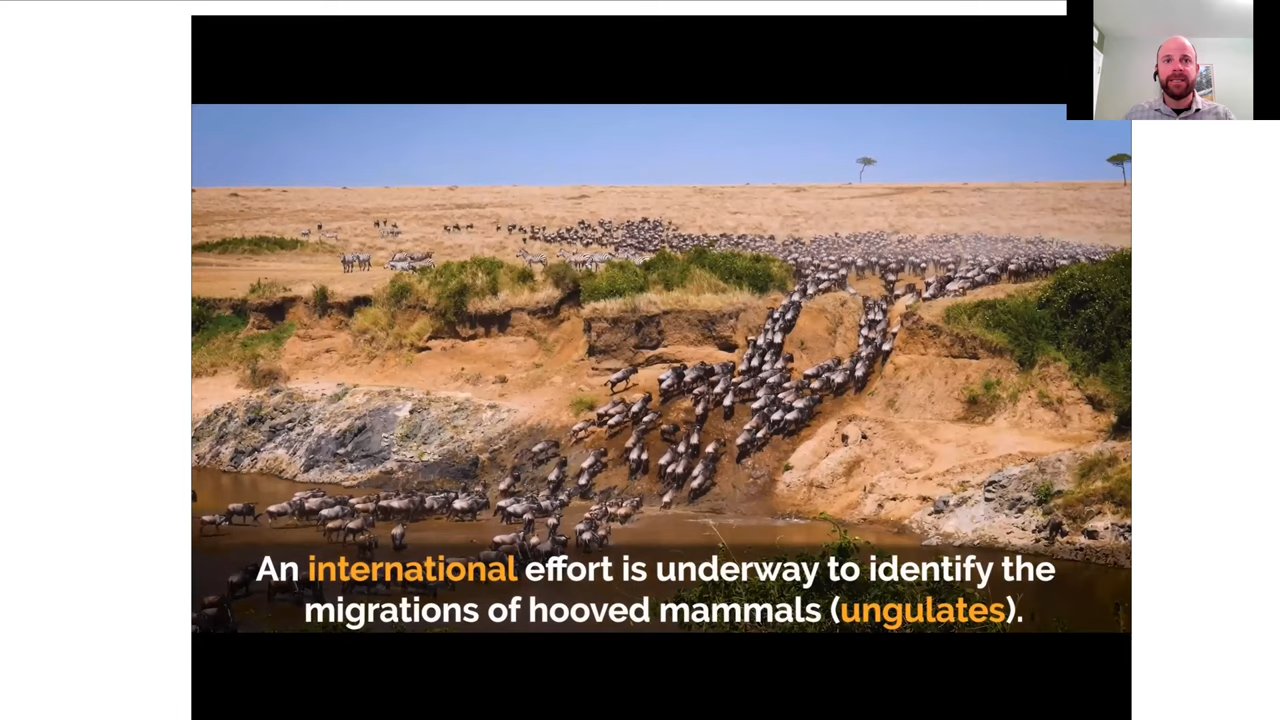 An international effort is underway to identify the
migrations of hooved mammals (ungulates).